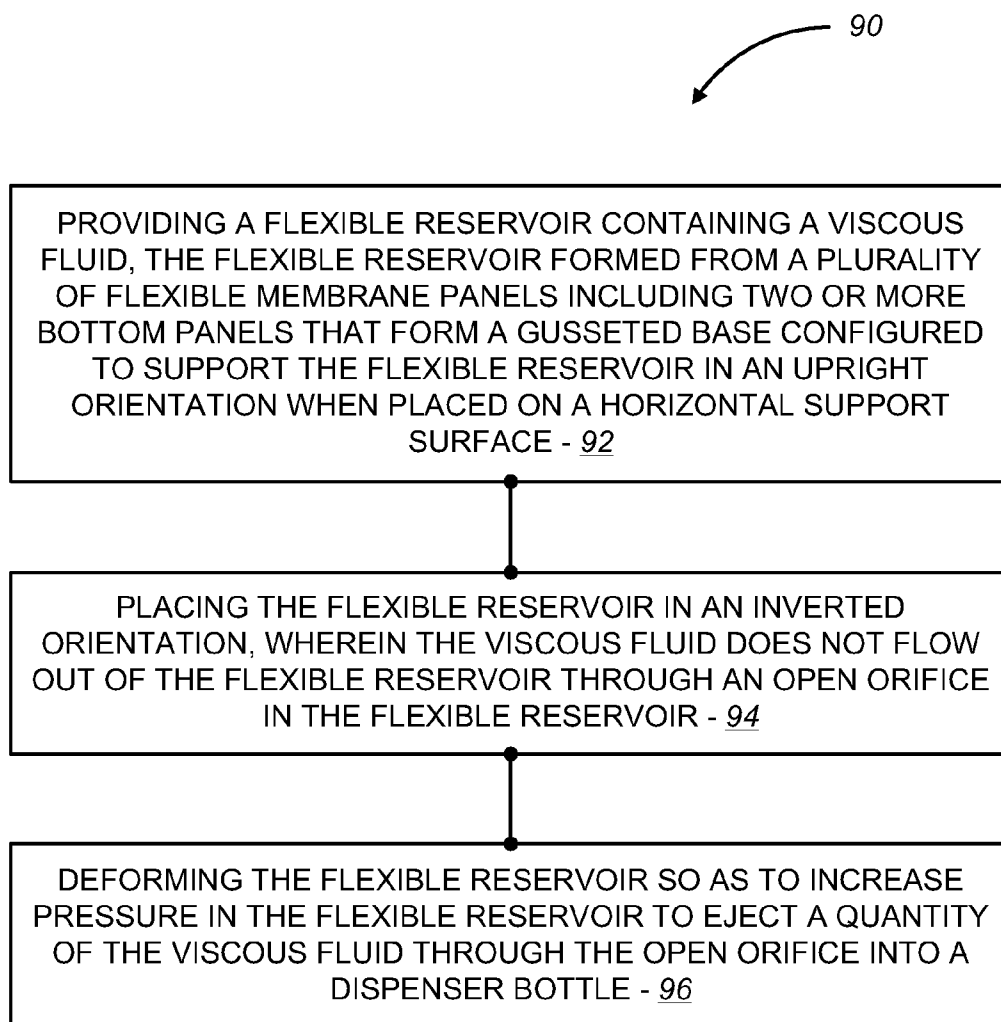 90
PROVIDING A FLEXIBLE RESERVOIR CONTAINING A VISCOUS
FLUID, THE FLEXIBLE RESERVOIR FORMED FROM A PLURALITY
OF FLEXIBLE MEMBRANE PANELS INCLUDING TWO OR MORE
BOTTOM PANELS THAT FORM A GUSSETED BASE CONFIGURED
TO SUPPORT THE FLEXIBLE RESERVOIR IN AN UPRIGHT
ORIENTATION WHEN PLACED ON A HORIZONTAL SUPPORT
SURFACE - 92
PLACING THE FLEXIBLE RESERVOIR IN AN INVERTED
ORIENTATION, WHEREIN THE VISCOUS FLUID DOES NOT FLOW
OUT OF THE FLEXIBLE RESERVOIR THROUGH AN OPEN ORIFICE
IN THE FLEXIBLE RESERVOIR - 94
DEFORMING THE FLEXIBLE RESERVOIR SO AS TO INCREASE
PRESSURE IN THE FLEXIBLE RESERVOIR TO EJECT A QUANTITY
OF THE VISCOUS FLUID THROUGH THE OPEN ORIFICE INTO A
DISPENSER BOTTLE - 96